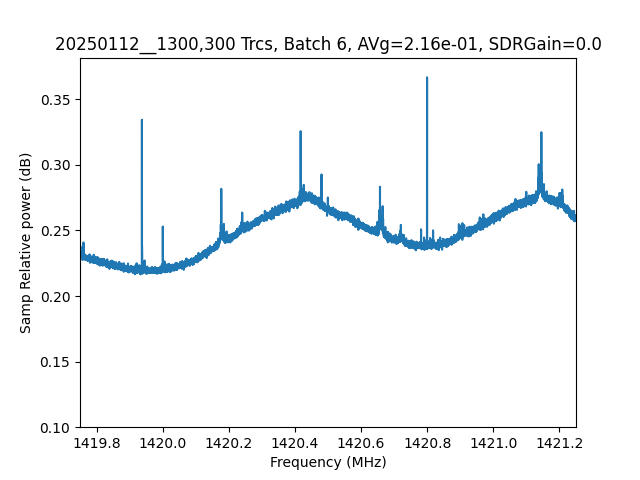 20250112__1300,300 Trcs, Batch 6, AVg=2.16e-01, SDRGain=0.0
Samp Relative power (dB)
0.35
0.30
0.25
0.20
0.15
0.10
1419.8 1420.0 1420.2 1420.4 1420.6 1420.8 1421.0 1421.2
Frequency (MHz)